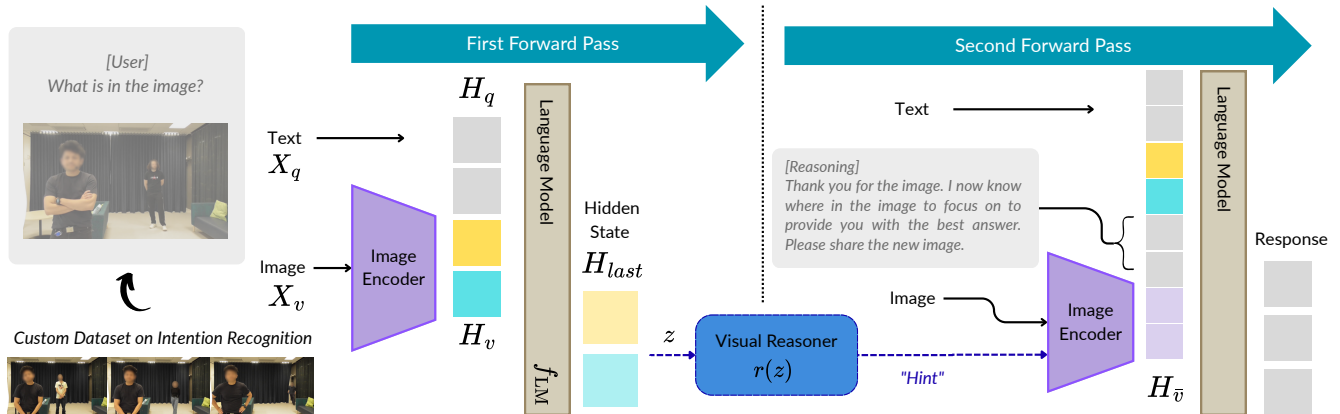 First Forward Pass
Second Forward Pass
[User]
What is in the image?
Text
X_q
Image
X_v
Custom Dataset on Intention Recognition
Image
Encoder
H_q
H_v
Language Model
f_LM
Hidden
State
H_last
z
Visual Reasoner
r(z)
"Hint"
Text
[Reasoning]
Thank you for the image. I now know
where in the image to focus on to
provide you with the best answer.
Please share the new image.
Image
Image
Encoder
H_v̄
Language Model
Response